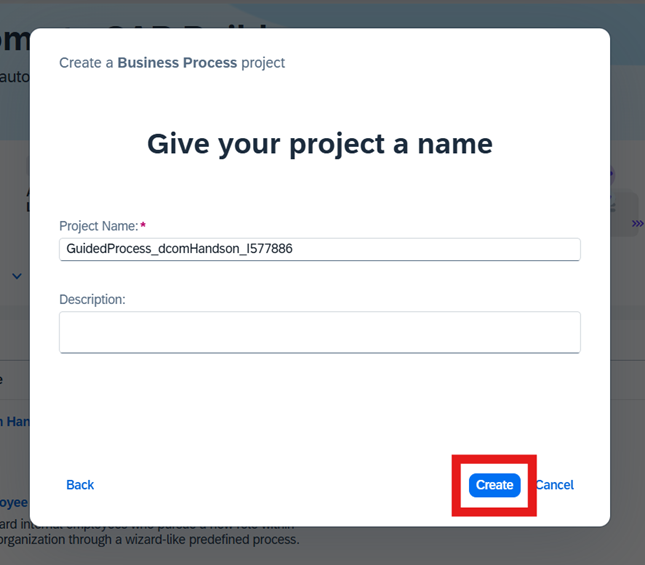 Create a Business Process project
auto
Give your project a name
Project Name:*
GuidedProcess_dcomHandson_I577886
Description:
Back
Create
Cancel
organization through a wizard-like predefined process.